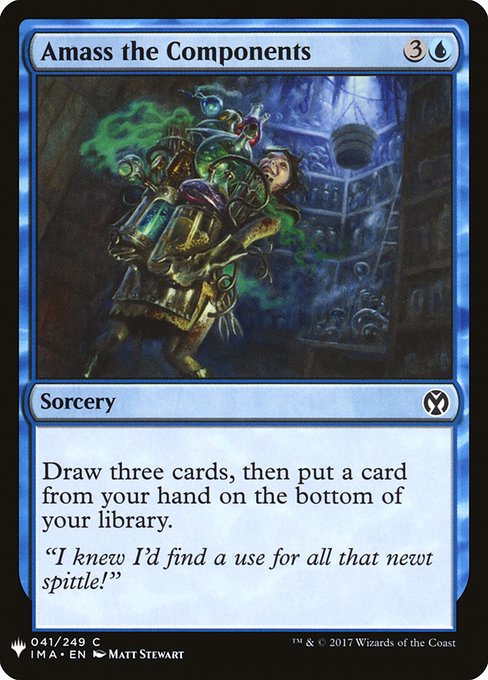 Amass the Components 3
Sorcery
Draw three cards, then put a card
from your hand on the bottom of
your library.
“I knew I’d find a use for all that newt
spittle!”
041/249 C ™ & © 2017 Wizards of the Coast
IMA • EN Matt Stewart